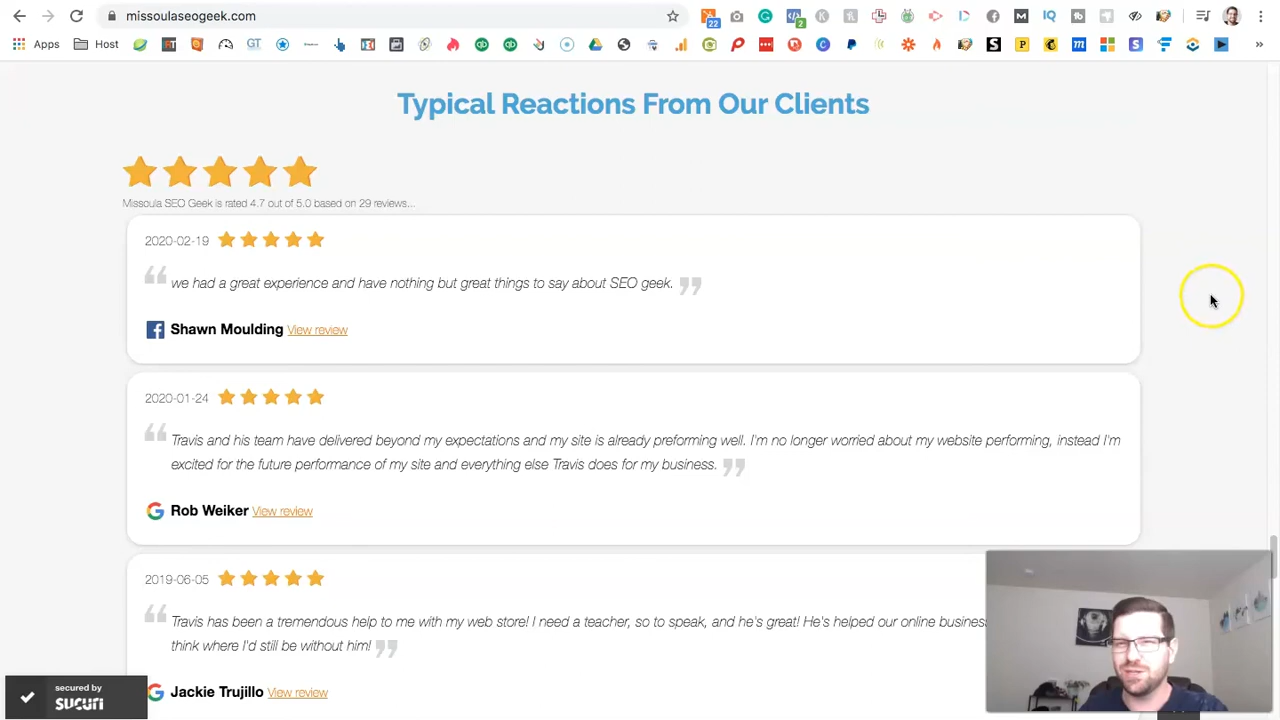 missoulaseogeek.com
22
2
Apps
Host
Typical Reactions From Our Clients
Missoula SEO Geek is rated 4.7 out of 5.0 based on 29 reviews...
2020-02-19
“ we had a great experience and have nothing but great things to say about SEO geek. ”
Shawn Moulding View review
2020-01-24
“ Travis and his team have delivered beyond my expectations and my site is already preforming well. I'm no longer worried about my website performing, instead I'm
excited for the future performance of my site and everything else Travis does for my business. ”
Rob Weiker View review
2019-06-05
“ Travis has been a tremendous help to me with my web store! I need a teacher, so to speak, and he's great! He's helped our online business
think where I'd still be without him! ”
Jackie Trujillo View review
secured by
sucuri